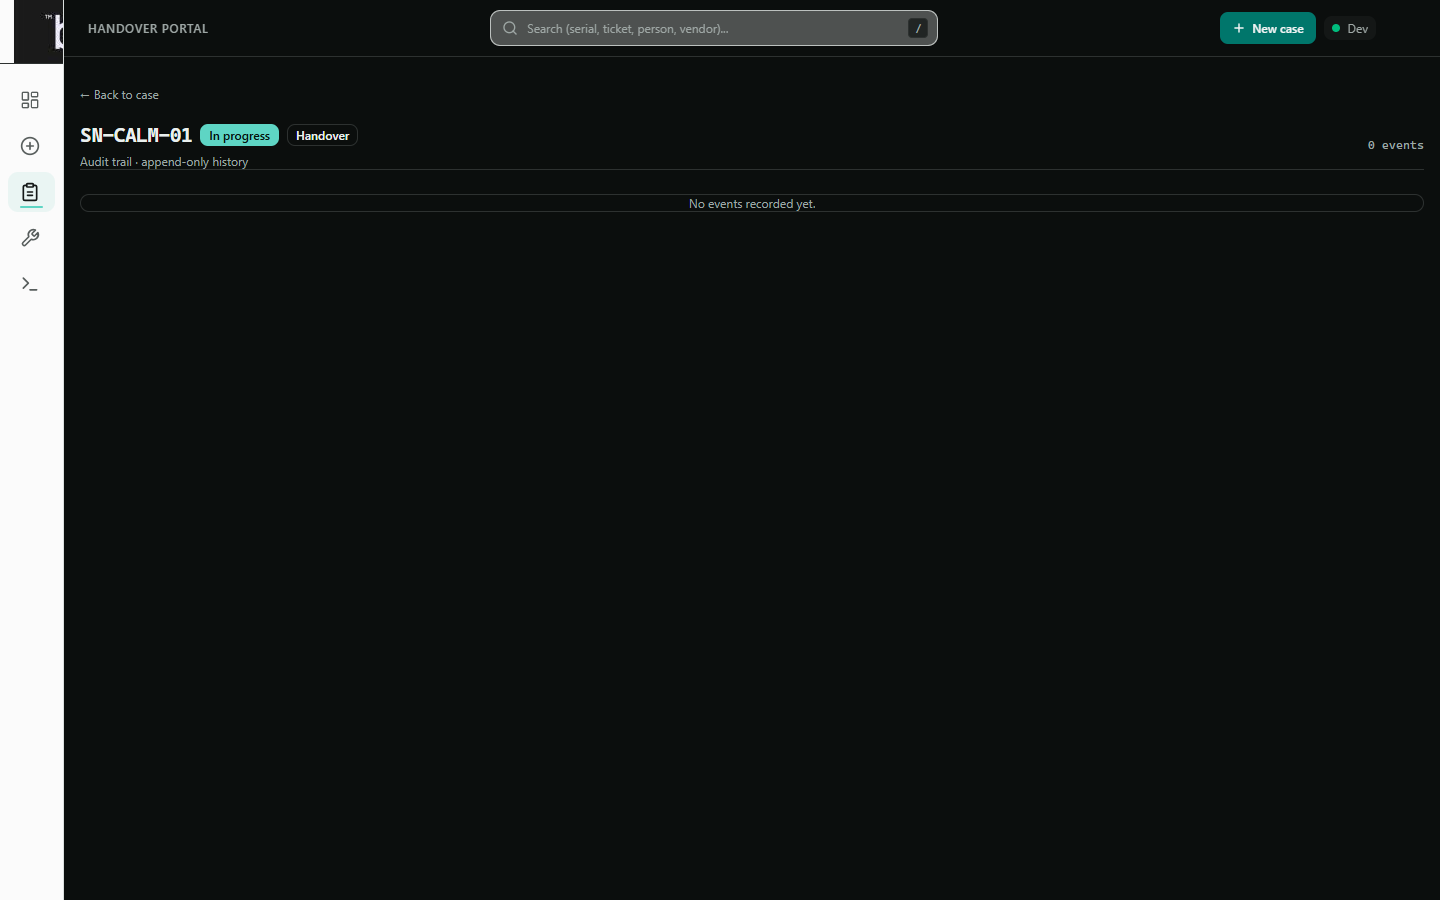 ™b
HANDOVER PORTAL
Search (serial, ticket, person, vendor)...
/
+ New case
Dev
← Back to case
SN-CALM-01
In progress
Handover
0 events
Audit trail · append-only history
No events recorded yet.